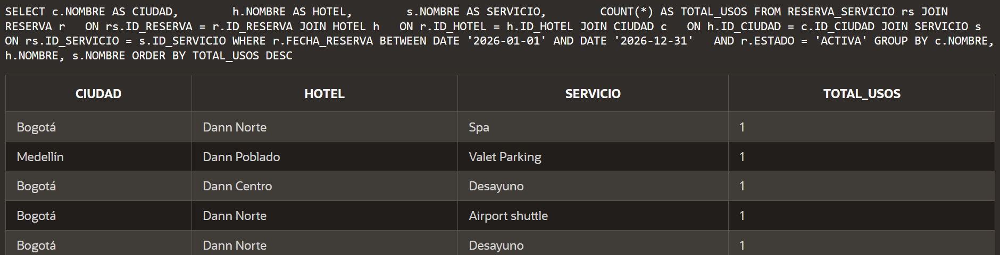 SELECT c.NOMBRE AS CIUDAD,        h.NOMBRE AS HOTEL,        s.NOMBRE AS SERVICIO,        COUNT(*) AS TOTAL_USOS FROM RESERVA_SERVICIO rs JOIN
RESERVA r   ON rs.ID_RESERVA = r.ID_RESERVA JOIN HOTEL h   ON r.ID_HOTEL = h.ID_HOTEL JOIN CIUDAD c   ON h.ID_CIUDAD = c.ID_CIUDAD JOIN SERVICIO s
ON rs.ID_SERVICIO = s.ID_SERVICIO WHERE r.FECHA_RESERVA BETWEEN DATE '2026-01-01' AND DATE '2026-12-31'   AND r.ESTADO = 'ACTIVA' GROUP BY c.NOMBRE,
h.NOMBRE, s.NOMBRE ORDER BY TOTAL_USOS DESC
CIUDAD HOTEL SERVICIO TOTAL_USOS
Bogotá Dann Norte Spa 1
Medellín Dann Poblado Valet Parking 1
Bogotá Dann Centro Desayuno 1
Bogotá Dann Norte Airport shuttle 1
Bogotá Dann Norte Desayuno 1